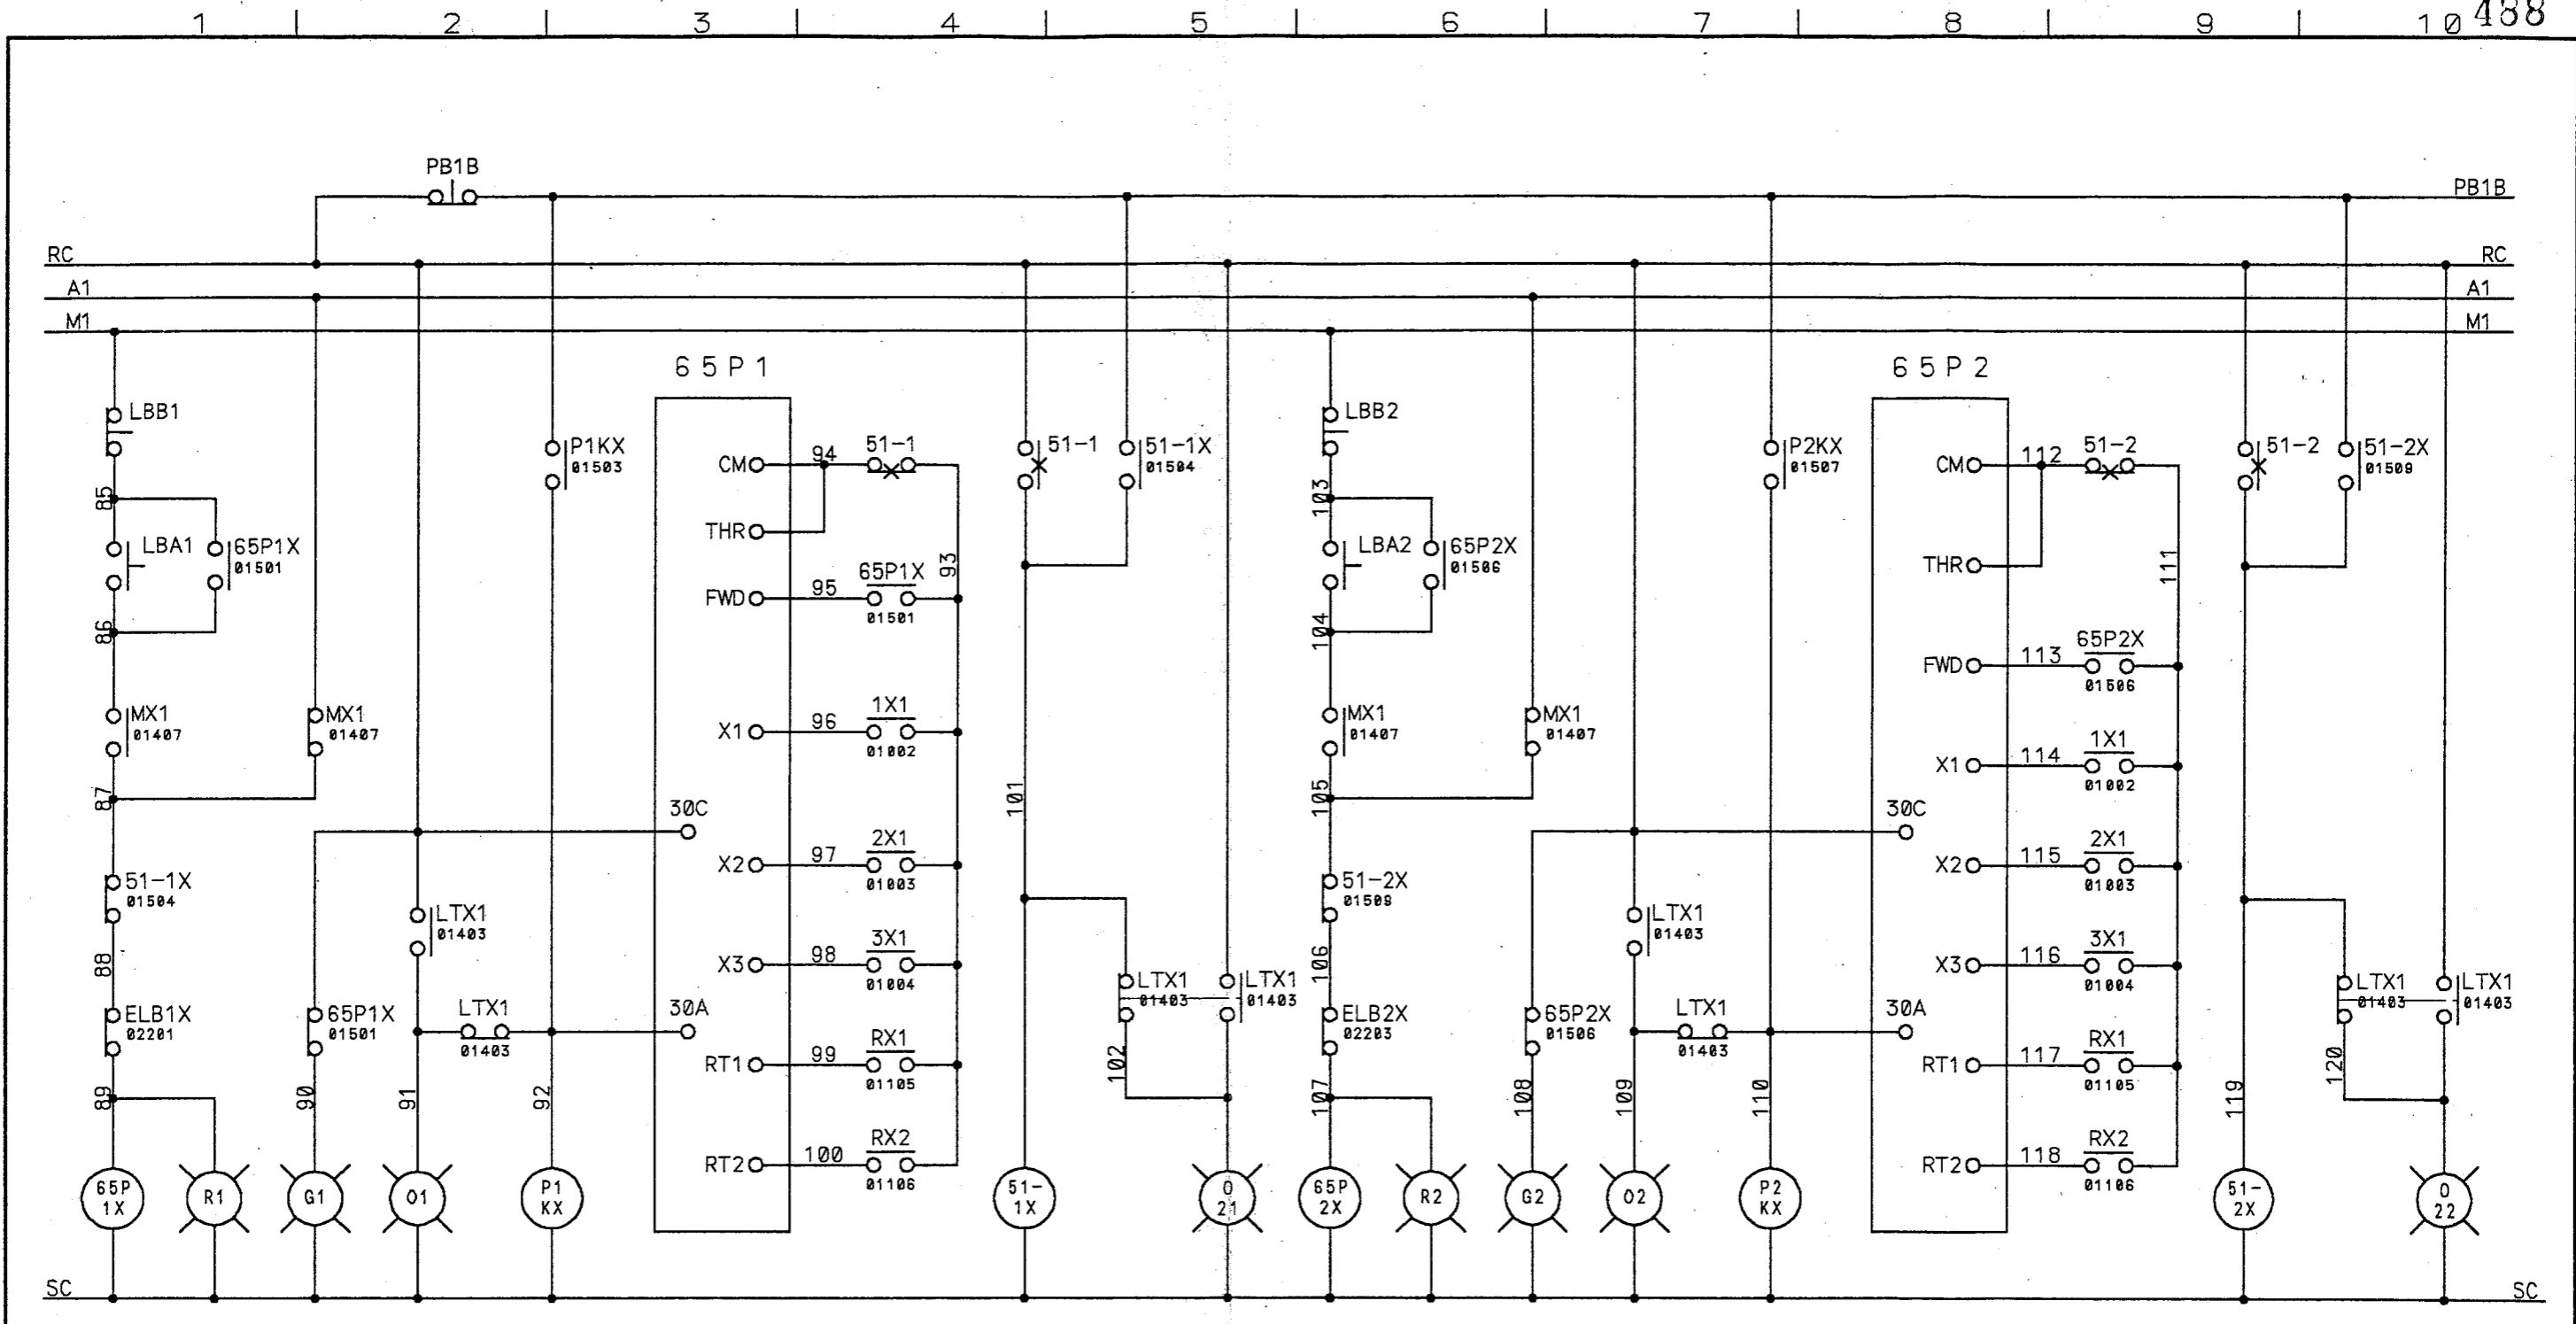 1 2 3 4 5 6 7 8 9 10 488
PB1B PB1B
RC RC
A1 A1
M1 M1
65P1 65P2
LBB1 LBB2
P1KX 01503
CM 94 51-1
51-1
51-1X 01504
P2KX 01507
CM 112 51-2
51-2
51-2X 01509
85
103
THR
THR
LBA1
65P1X 01501
LBA2
65P2X 01506
93
111
FWD 95 65P1X 01501
86
104
FWD 113 65P2X 01506
MX1 01407
MX1 01407
X1 96 1X1 01002
MX1 01407
MX1 01407
X1 114 1X1 01002
87
101
105
30C
30C
X2 97 2X1 01003
X2 115 2X1 01003
51-1X 01504
51-2X 01509
LTX1 01403
LTX1 01403
88
X3 98 3X1 01004
106
X3 116 3X1 01004
LTX1 01403
LTX1 01403
LTX1 01403
LTX1 01403
ELB1X 02201
65P1X 01501
LTX1 01403
30A
ELB2X 02203
65P2X 01506
LTX1 01403
30A
RT1 99 RX1 01105
RT1 117 RX1 01105
89 90 91 92 102 107 108 109 110 119 120
RT2 100 RX2 01106
RT2 118 RX2 01106
65P 1X
R1
G1
O1
P1 KX
51- 1X
O 21
65P 2X
R2
G2
O2
P2 KX
51- 2X
O 22
SC SC